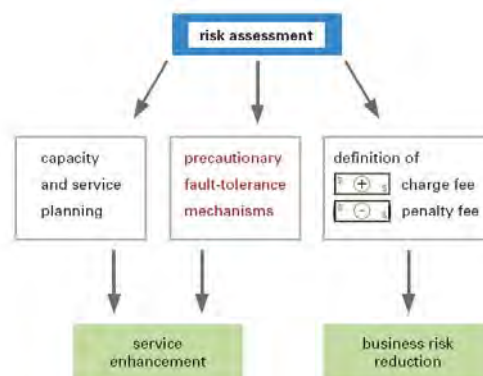 risk assessment
capacity
and service
planning
precautionary
fault-tolerance
mechanisms
definition of
$ + $ charge fee
$ - $ penalty fee
service
enhancement
business risk
reduction